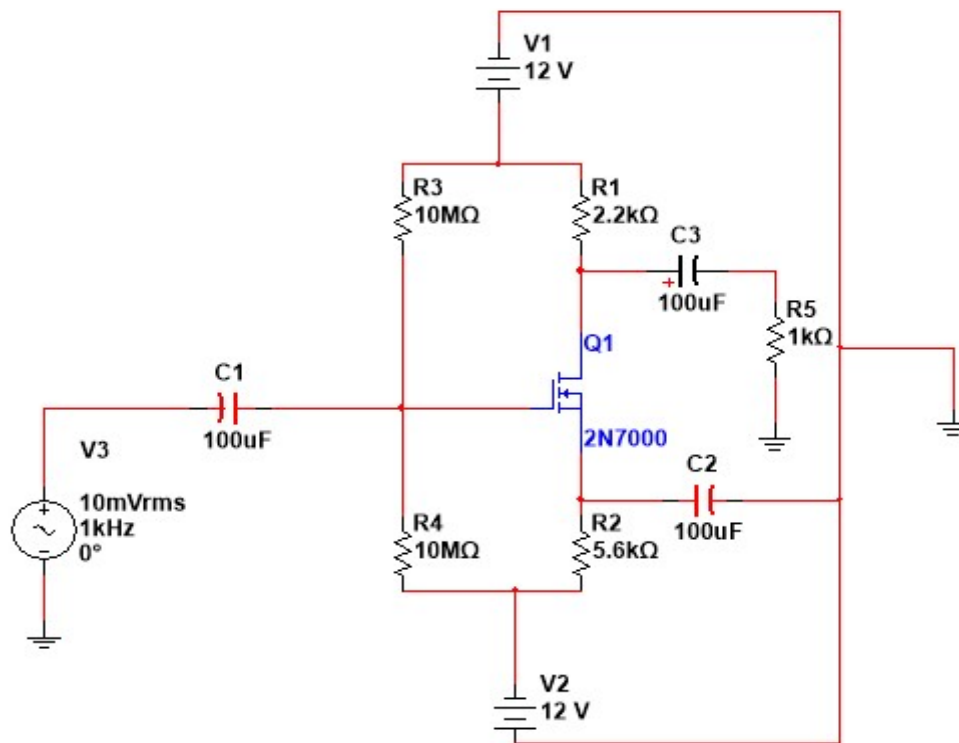 V1
12 V
R3
10MΩ
R1
2.2kΩ
C3
+
100uF
R5
1kΩ
Q1
C1
100uF
2N7000
V3
+
10mVrms
1kHz
0°
C2
100uF
R4
10MΩ
R2
5.6kΩ
V2
12 V